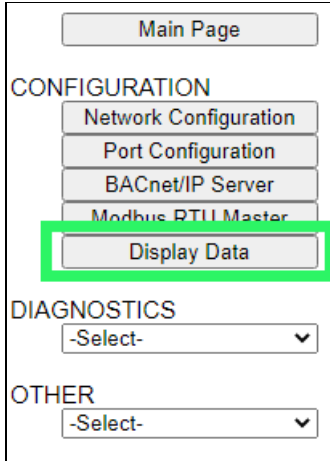 Main Page
CONFIGURATION
Network Configuration
Port Configuration
BACnet/IP Server
Modbus RTU Master
Display Data
DIAGNOSTICS
-Select-
OTHER
-Select-